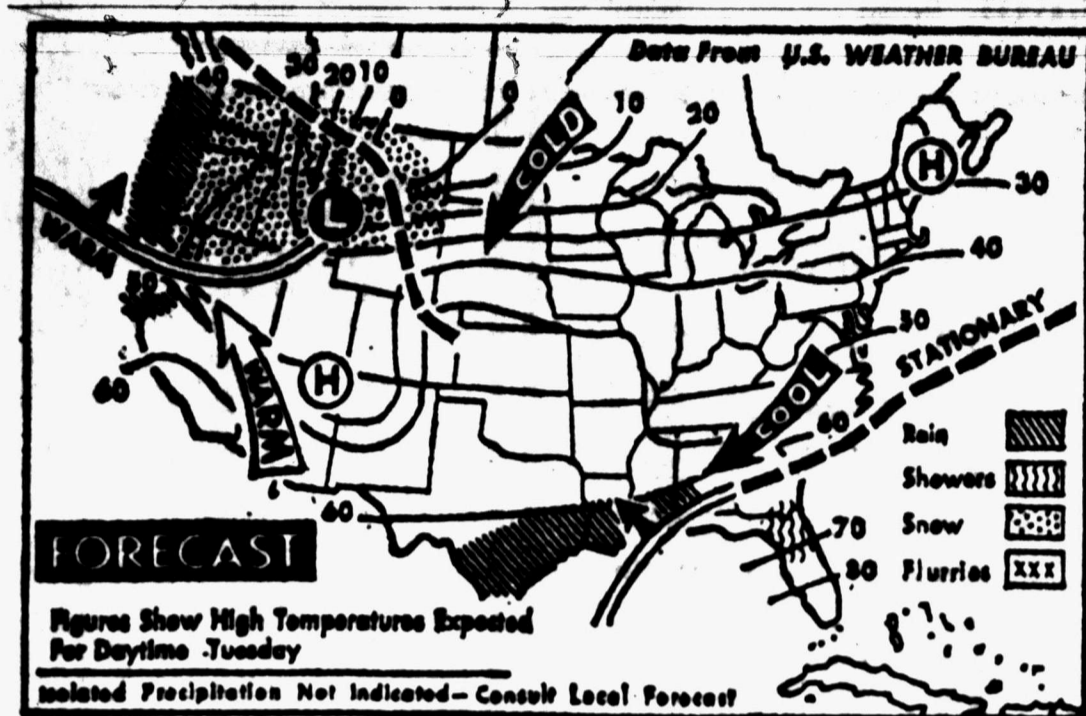 Data From U.S. WEATHER BUREAU
40
30
20
10
0
0
COLD
10
20
H
30
L
WARM
40
50
50
STATIONARY
H
WARM
COOL
60
60
Rain
Showers
6
60
Snow
70
FORECAST
80
Flurries
XXX
Figures Show High Temperatures Expected
For Daytime Tuesday
Isolated Precipitation Not Indicated— Consult Local Forecast